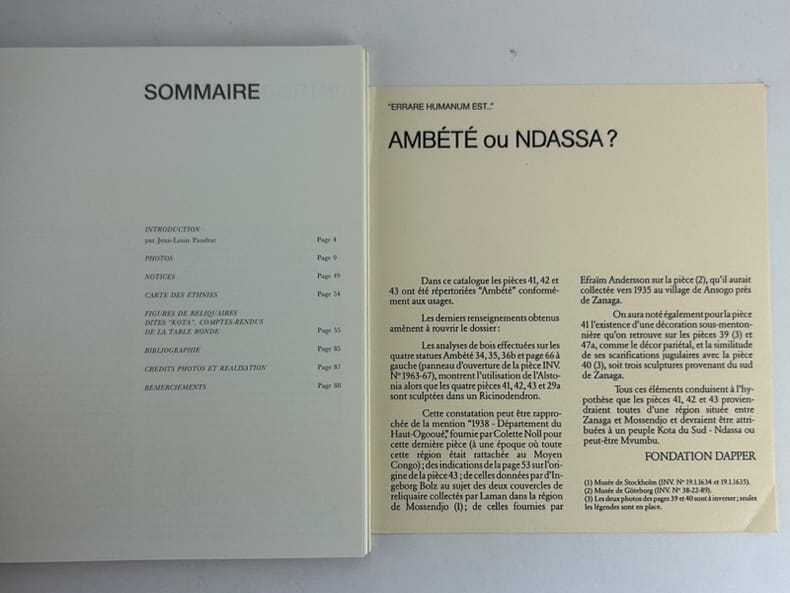 SOMMAIRE
INTRODUCTION
par Jean-Louis Paudrat Page 4
PHOTOS Page 9
NOTICES Page 49
CARTE DES ETHNIES Page 54
FIGURES DE RELIQUAIRES
DITES "KOTA", COMPTES-RENDUS
DE LA TABLE RONDE Page 55
BIBLIOGRAPHIE Page 85
CREDITS PHOTOS ET REALISATION Page 87
REMERCIEMENTS Page 88
"ERRARE HUMANUM EST..."
AMBÉTÉ ou NDASSA ?
Dans ce catalogue les pièces 41, 42 et
43 ont été répertoriées "Ambété" conformé-
ment aux usages.
Les derniers renseignements obtenus
amènent à rouvrir le dossier :
Les analyses de bois effectuées sur les
quatre statues Ambété 34, 35, 36b et page 66 à
gauche (panneau d'ouverture de la pièce INV.
N° 1963-67), montrent l'utilisation de l'Alsto-
nia alors que les quatre pièces 41, 42, 43 et 29a
sont sculptées dans un Ricinodendron.
Cette constatation peut être rappro-
chée de la mention "1938 - Département du
Haut-Ogooué," fournie par Colette Noll pour
cette dernière pièce (à une époque où toute
cette région était rattachée au Moyen
Congo) ; des indications de la page 53 sur l'ori-
gine de la pièce 43 ; de celles données par d'In-
geborg Bolz au sujet des deux couvercles de
reliquaire collectés par Laman dans la région
de Mossendjo (1) ; de celles fournies par
Efraïm Andersson sur la pièce (2), qu'il aurait
collectée vers 1935 au village de Ansogo près
de Zanaga.
On aura noté également pour la pièce
41 l'existence d'une décoration sous-menton-
nière qu'on retrouve sur les pièces 39 (3) et
47a, comme le décor pariétal, et la similitude
de ses scarifications jugulaires avec la pièce
40 (3), soit trois sculptures provenant du sud
de Zanaga.
Tous ces éléments conduisent à l'hy-
pothèse que les pièces 41, 42 et 43 provien-
draient toutes d'une région située entre
Zanaga et Mossendjo et devraient être attri-
buées à un peuple Kota du Sud - Ndassa ou
peut-être Mvumbu.
FONDATION DAPPER
(1) Musée de Stockholm (INV. N° 19.1.1634 et 19.1.1635).
(2) Musée de Göteborg (INV. N° 38-22-89).
(3) Les deux photos des pages 39 et 40 sont à inverser ; seules
les légendes sont en place.